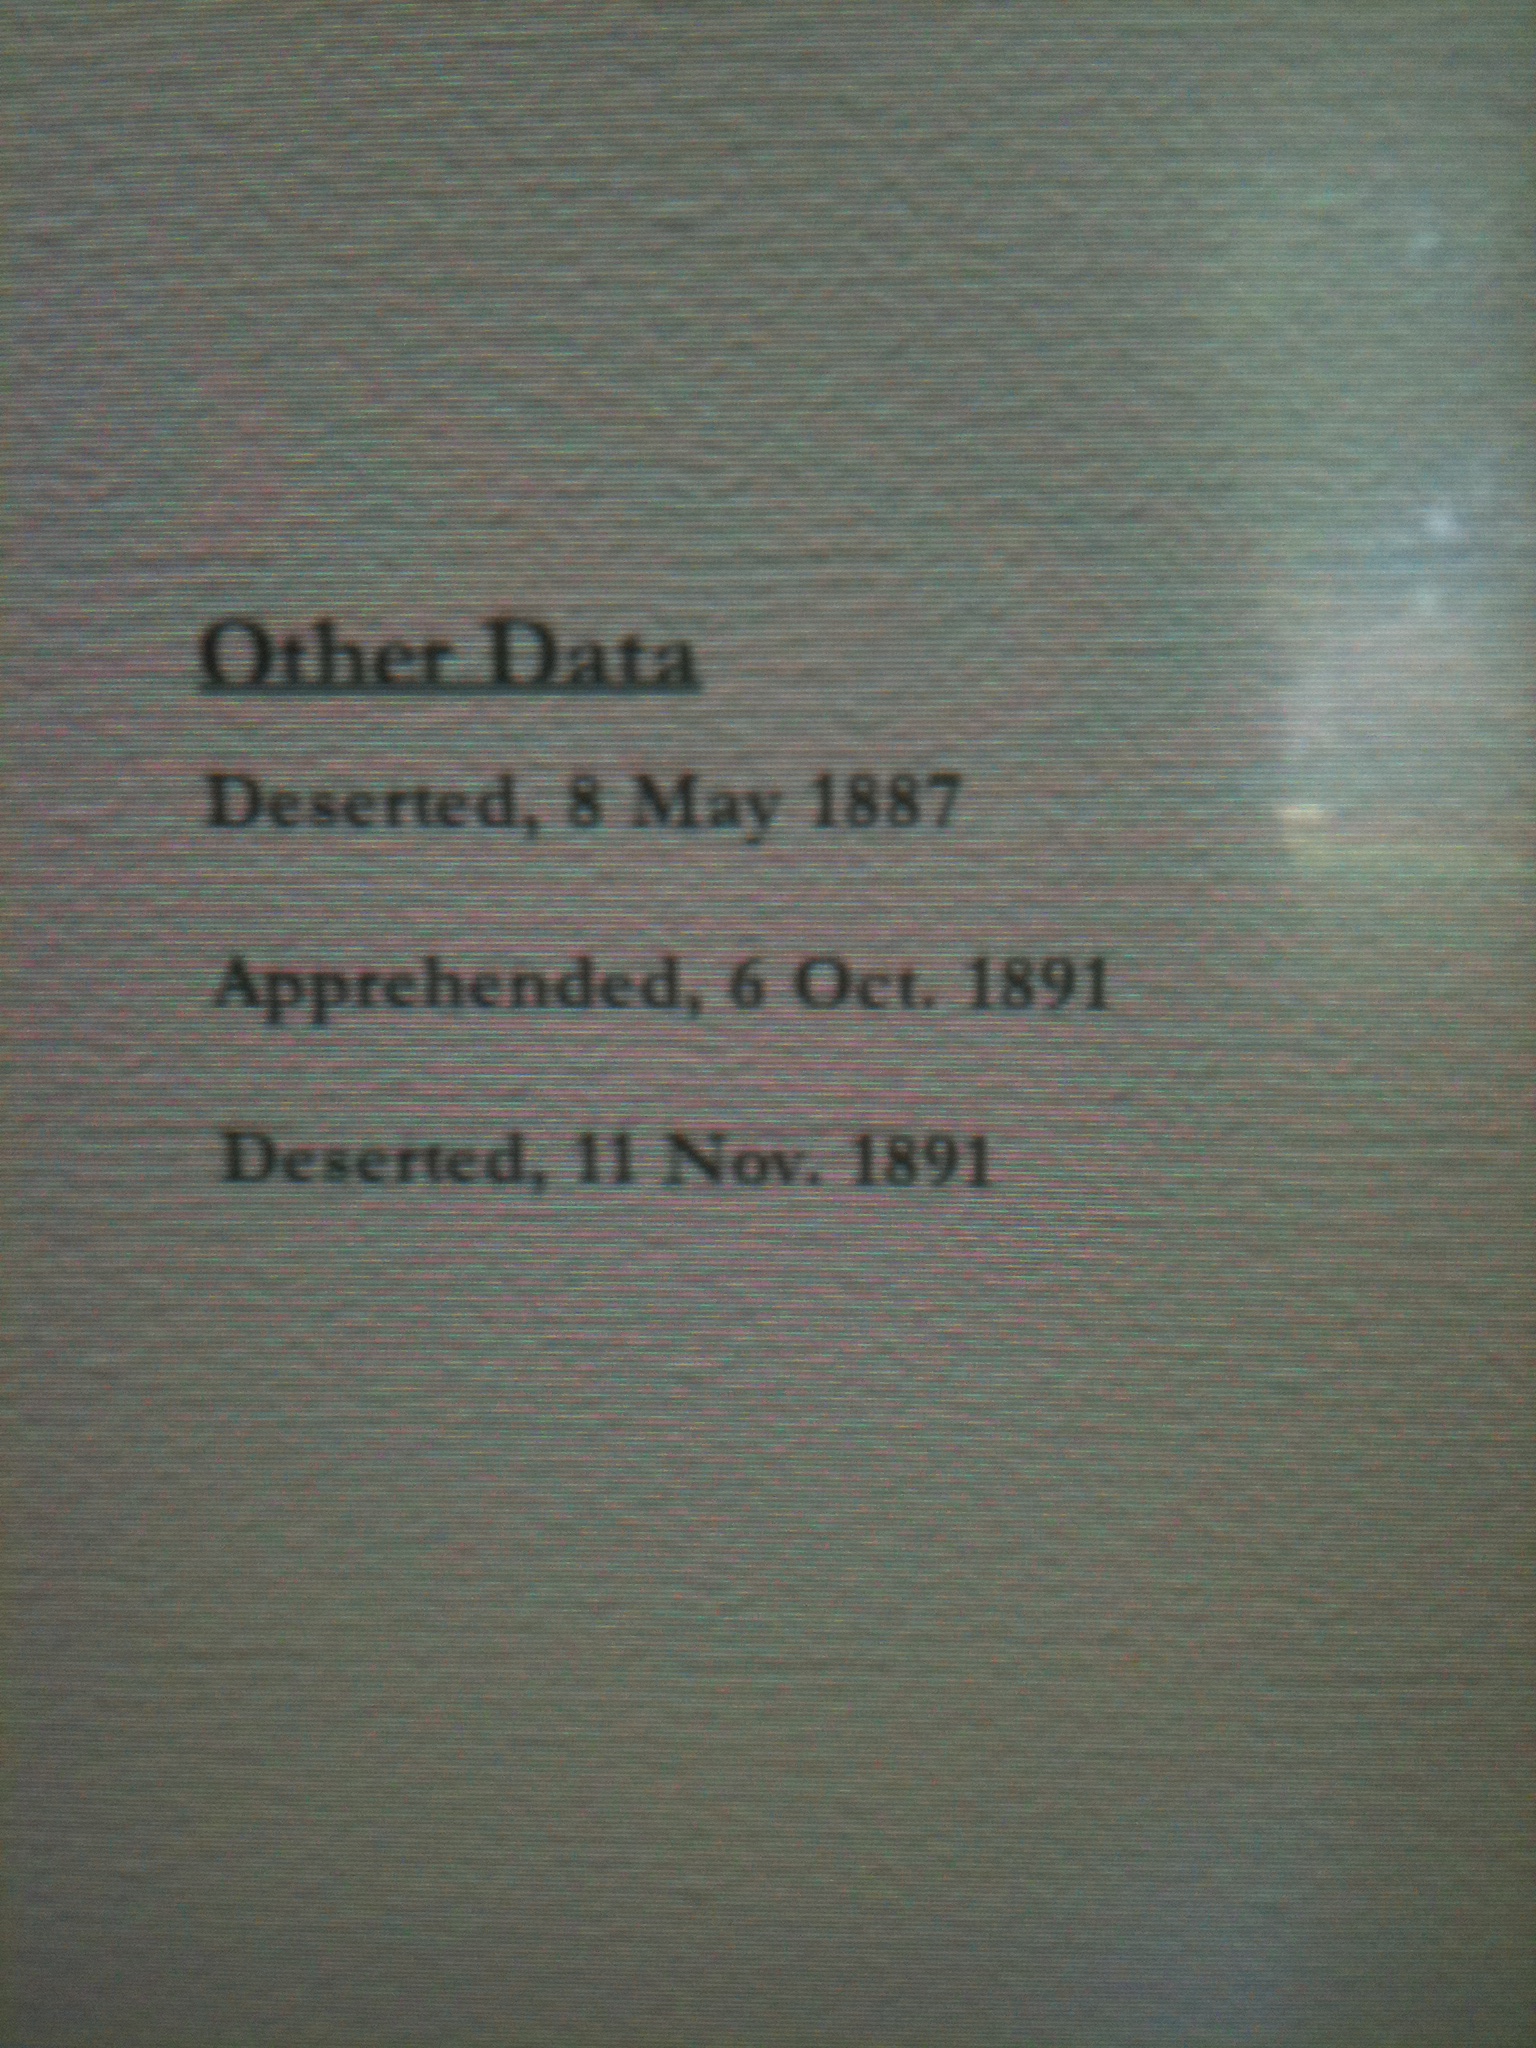 Other Data
Deserted, 8 May 1887
Apprehended, 6 Oct. 1891
Deserted, 11 Nov. 1891